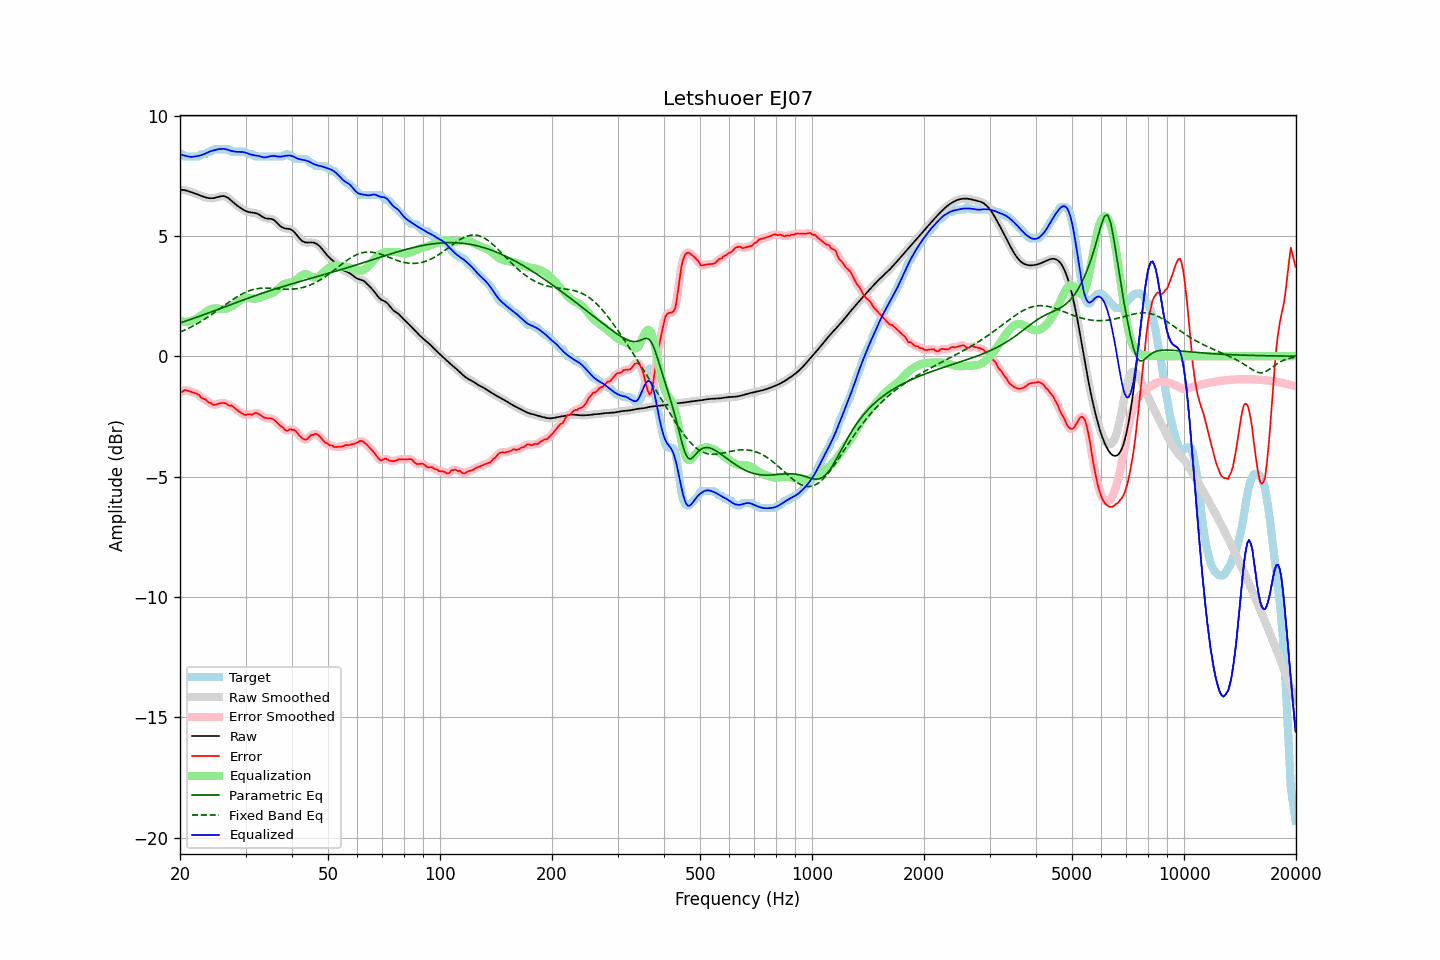 Letshuoer EJ07
10
5
0
−5
−10
−15
−20
Amplitude (dBr)
Target
Raw Smoothed
Error Smoothed
Raw
Error
Equalization
Parametric Eq
Fixed Band Eq
Equalized
20
50
100
200
500
1000
2000
5000
10000
20000
Frequency (Hz)